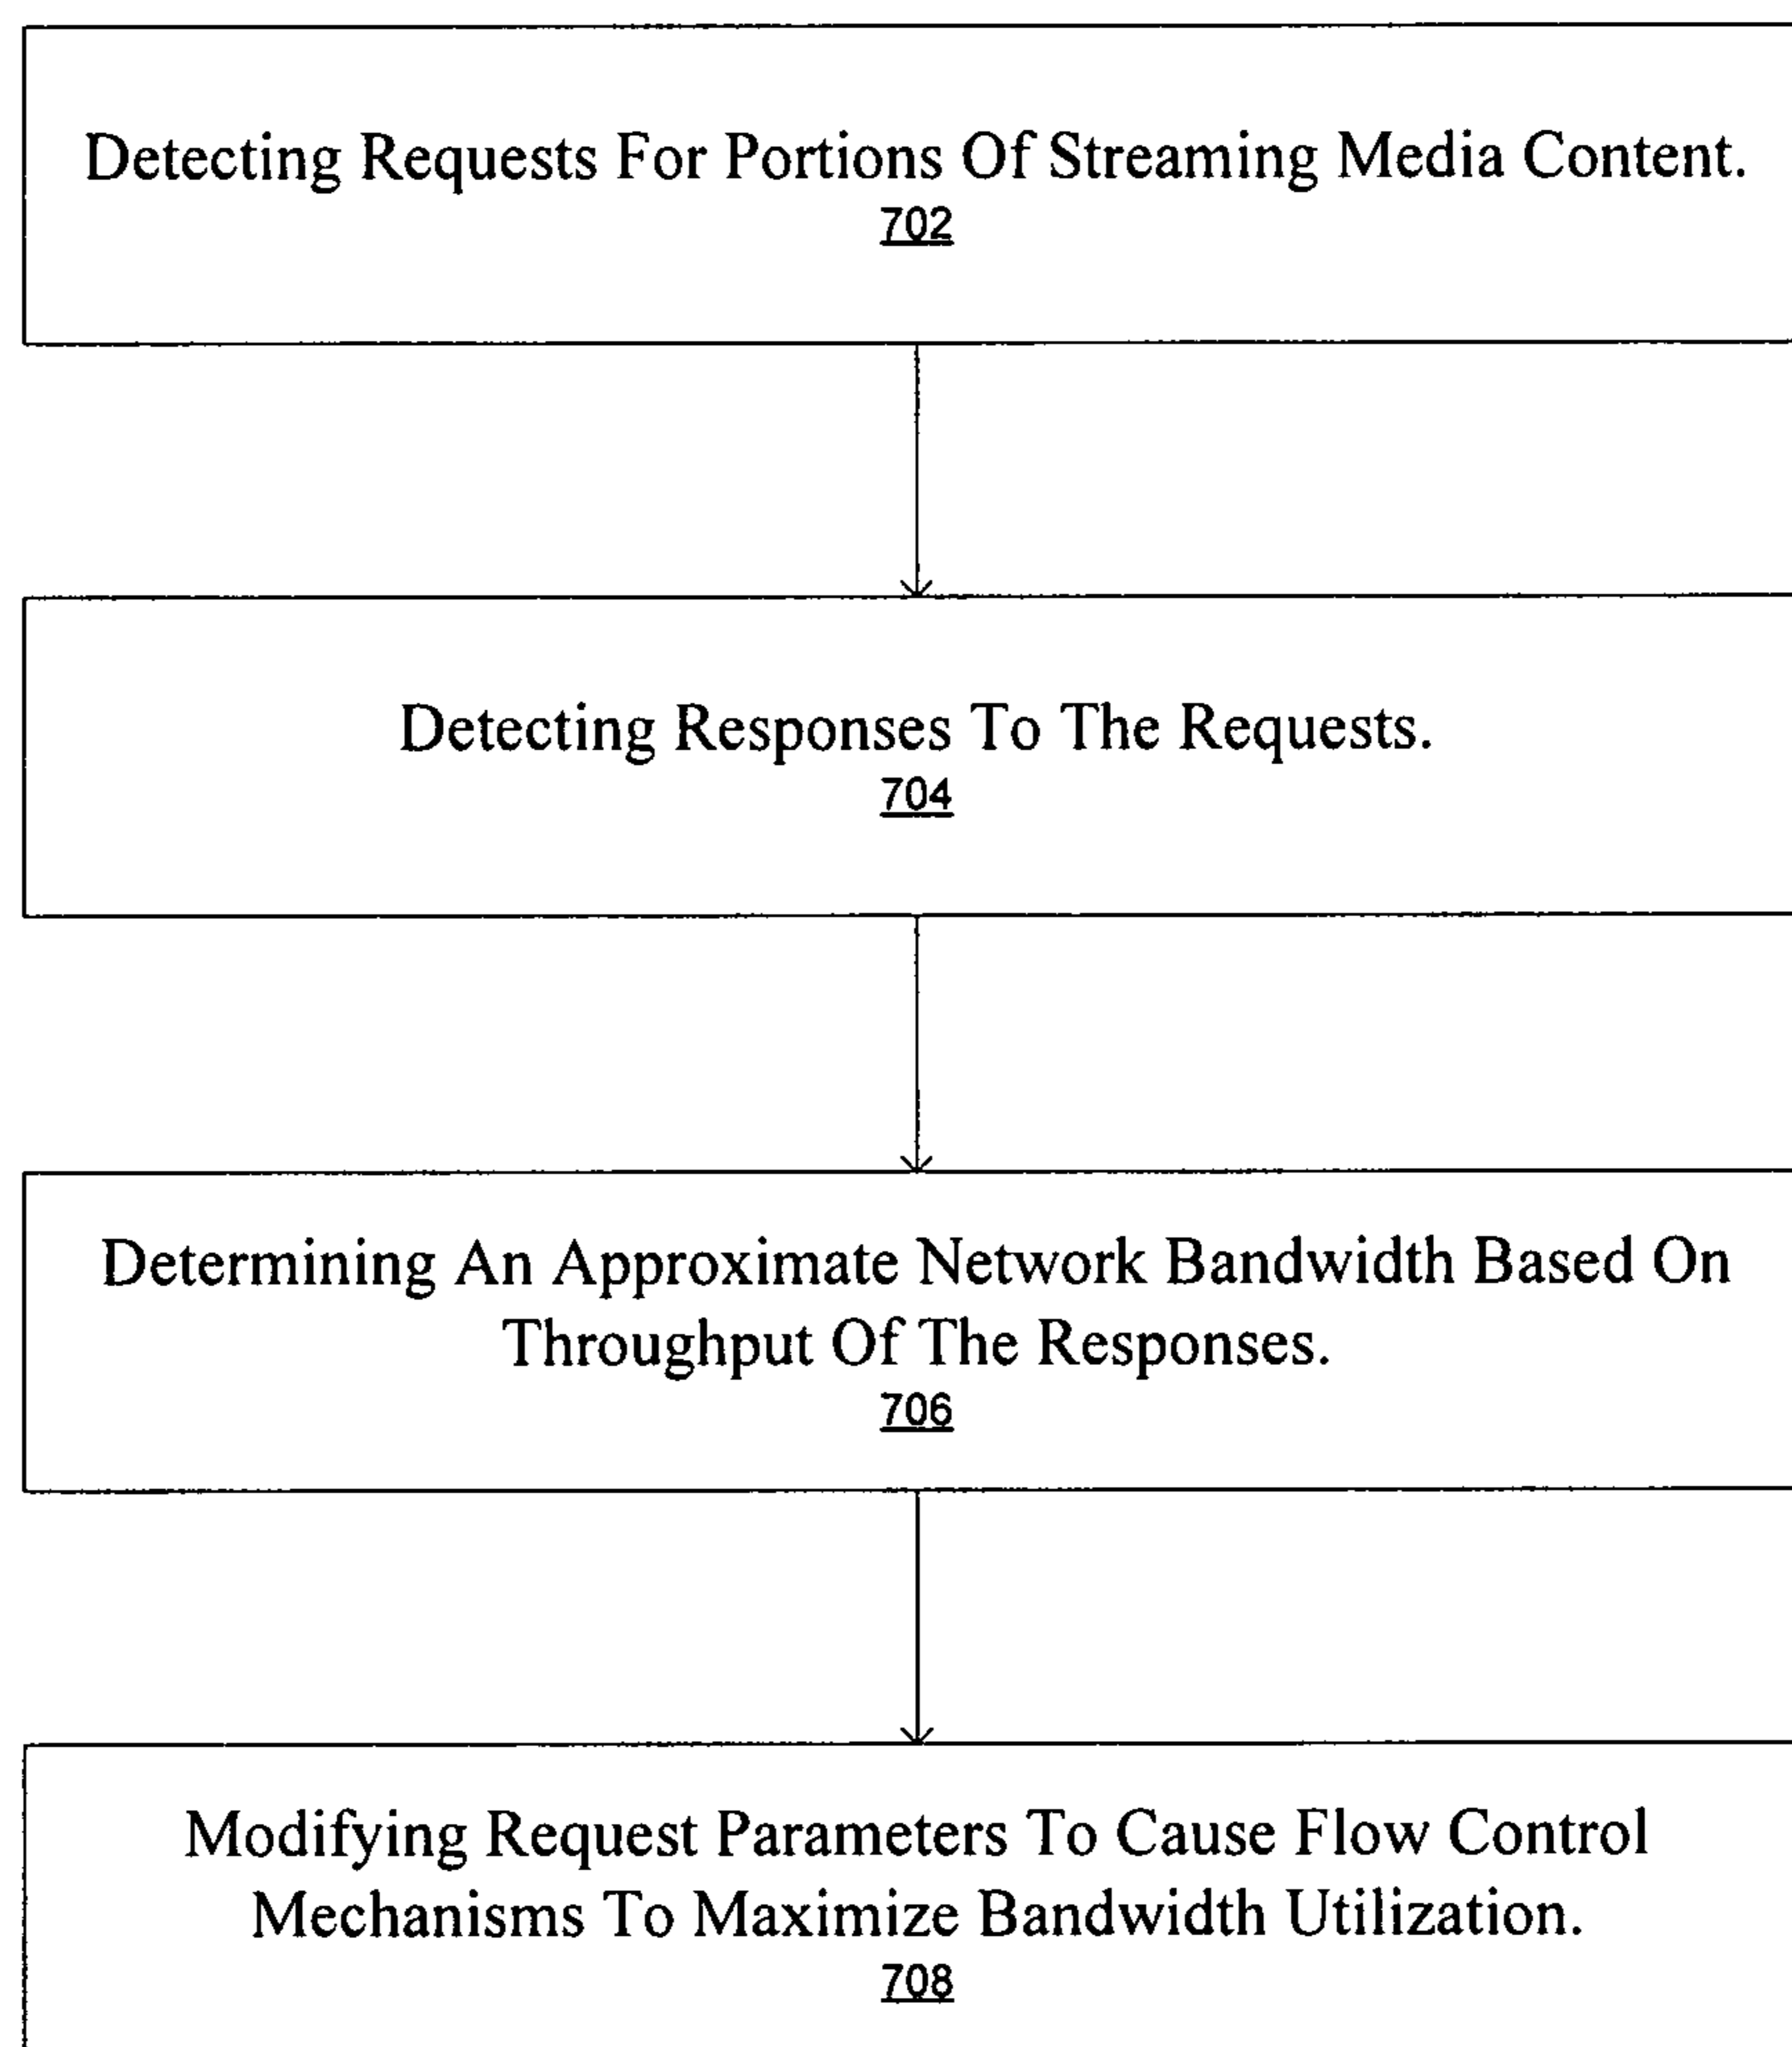 Detecting Requests For Portions Of Streaming Media Content.
702
Detecting Responses To The Requests.
704
Determining An Approximate Network Bandwidth Based On
Throughput Of The Responses.
706
Modifying Request Parameters To Cause Flow Control
Mechanisms To Maximize Bandwidth Utilization.
708